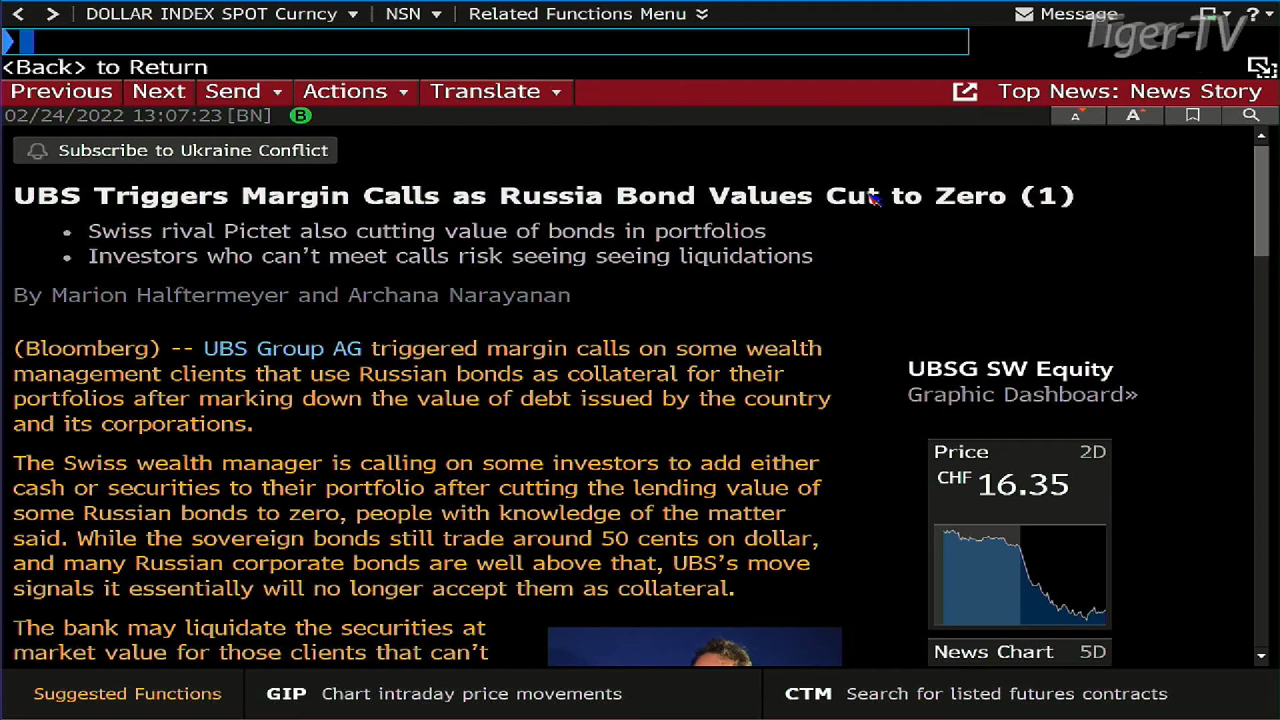 DOLLAR INDEX SPOT Curncy NSN Related Functions Menu Message ?
Tiger-TV
<Back> to Return
Previous Next Send Actions Translate Top News: News Story
02/24/2022 13:07:23 [BN] B A A
Subscribe to Ukraine Conflict
UBS Triggers Margin Calls as Russia Bond Values Cut to Zero (1)
• Swiss rival Pictet also cutting value of bonds in portfolios
• Investors who can't meet calls risk seeing seeing liquidations
By Marion Halftermeyer and Archana Narayanan
(Bloomberg) -- UBS Group AG triggered margin calls on some wealth
management clients that use Russian bonds as collateral for their
portfolios after marking down the value of debt issued by the country
and its corporations.
The Swiss wealth manager is calling on some investors to add either
cash or securities to their portfolio after cutting the lending value of
some Russian bonds to zero, people with knowledge of the matter
said. While the sovereign bonds still trade around 50 cents on dollar,
and many Russian corporate bonds are well above that, UBS's move
signals it essentially will no longer accept them as collateral.
The bank may liquidate the securities at
market value for those clients that can't
UBSG SW Equity
Graphic Dashboard»
Price 2D
CHF 16.35
News Chart 5D
Suggested Functions GIP Chart intraday price movements CTM Search for listed futures contracts